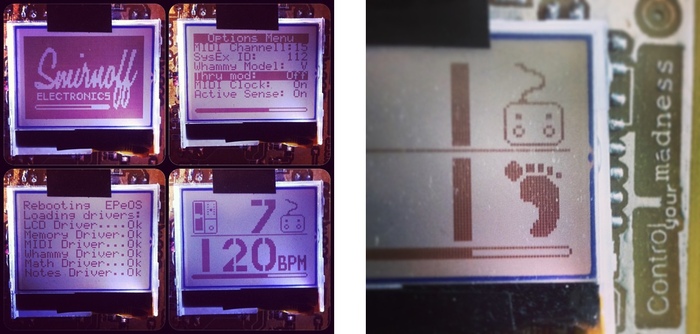 Smirnoff
ELECTRONICS
Options Menu
MIDI Channel:15
SysEx ID: 112
Whammy Model: V
Thru mod: Off
MIDI Clock: On
Active Sense: On
Rebooting EPeOS
Loading drivers:
LCD Driver....Ok
Memory Driver.Ok
MIDI Driver...Ok
Whammy Driver.Ok
Math Driver...Ok
Notes Driver..Ok
7
120BPM
Control your madness